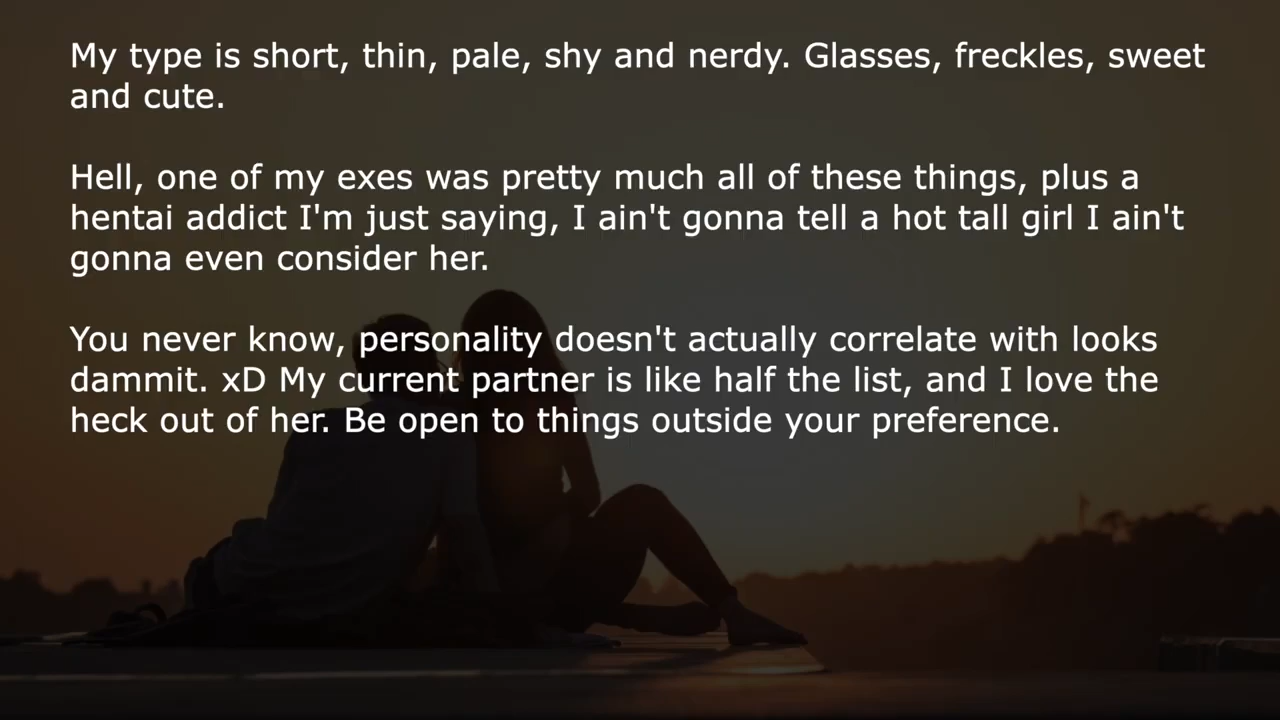 My type is short, thin, pale, shy and nerdy. Glasses, freckles, sweet
and cute.
Hell, one of my exes was pretty much all of these things, plus a
hentai addict I'm just saying, I ain't gonna tell a hot tall girl I ain't
gonna even consider her.
You never know, personality doesn't actually correlate with looks
dammit. xD My current partner is like half the list, and I love the
heck out of her. Be open to things outside your preference.